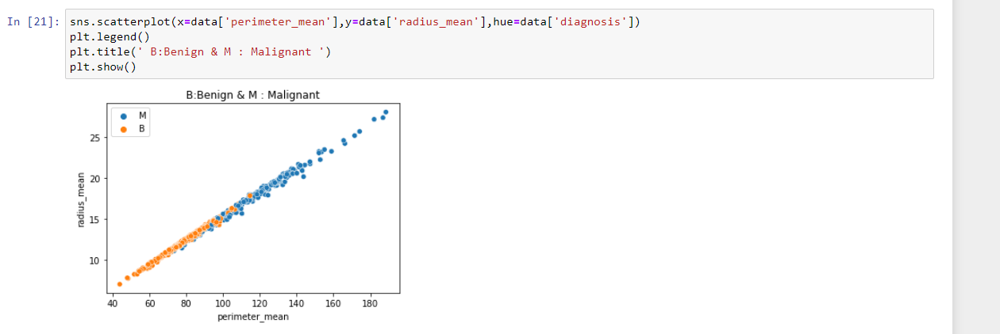 In [21]: sns.scatterplot(x=data['perimeter_mean'],y=data['radius_mean'],hue=data['diagnosis'])
plt.legend()
plt.title(' B:Benign & M : Malignant ')
plt.show()
B:Benign & M : Malignant
M
B
25
20
15
10
radius_mean
40 60 80 100 120 140 160 180
perimeter_mean